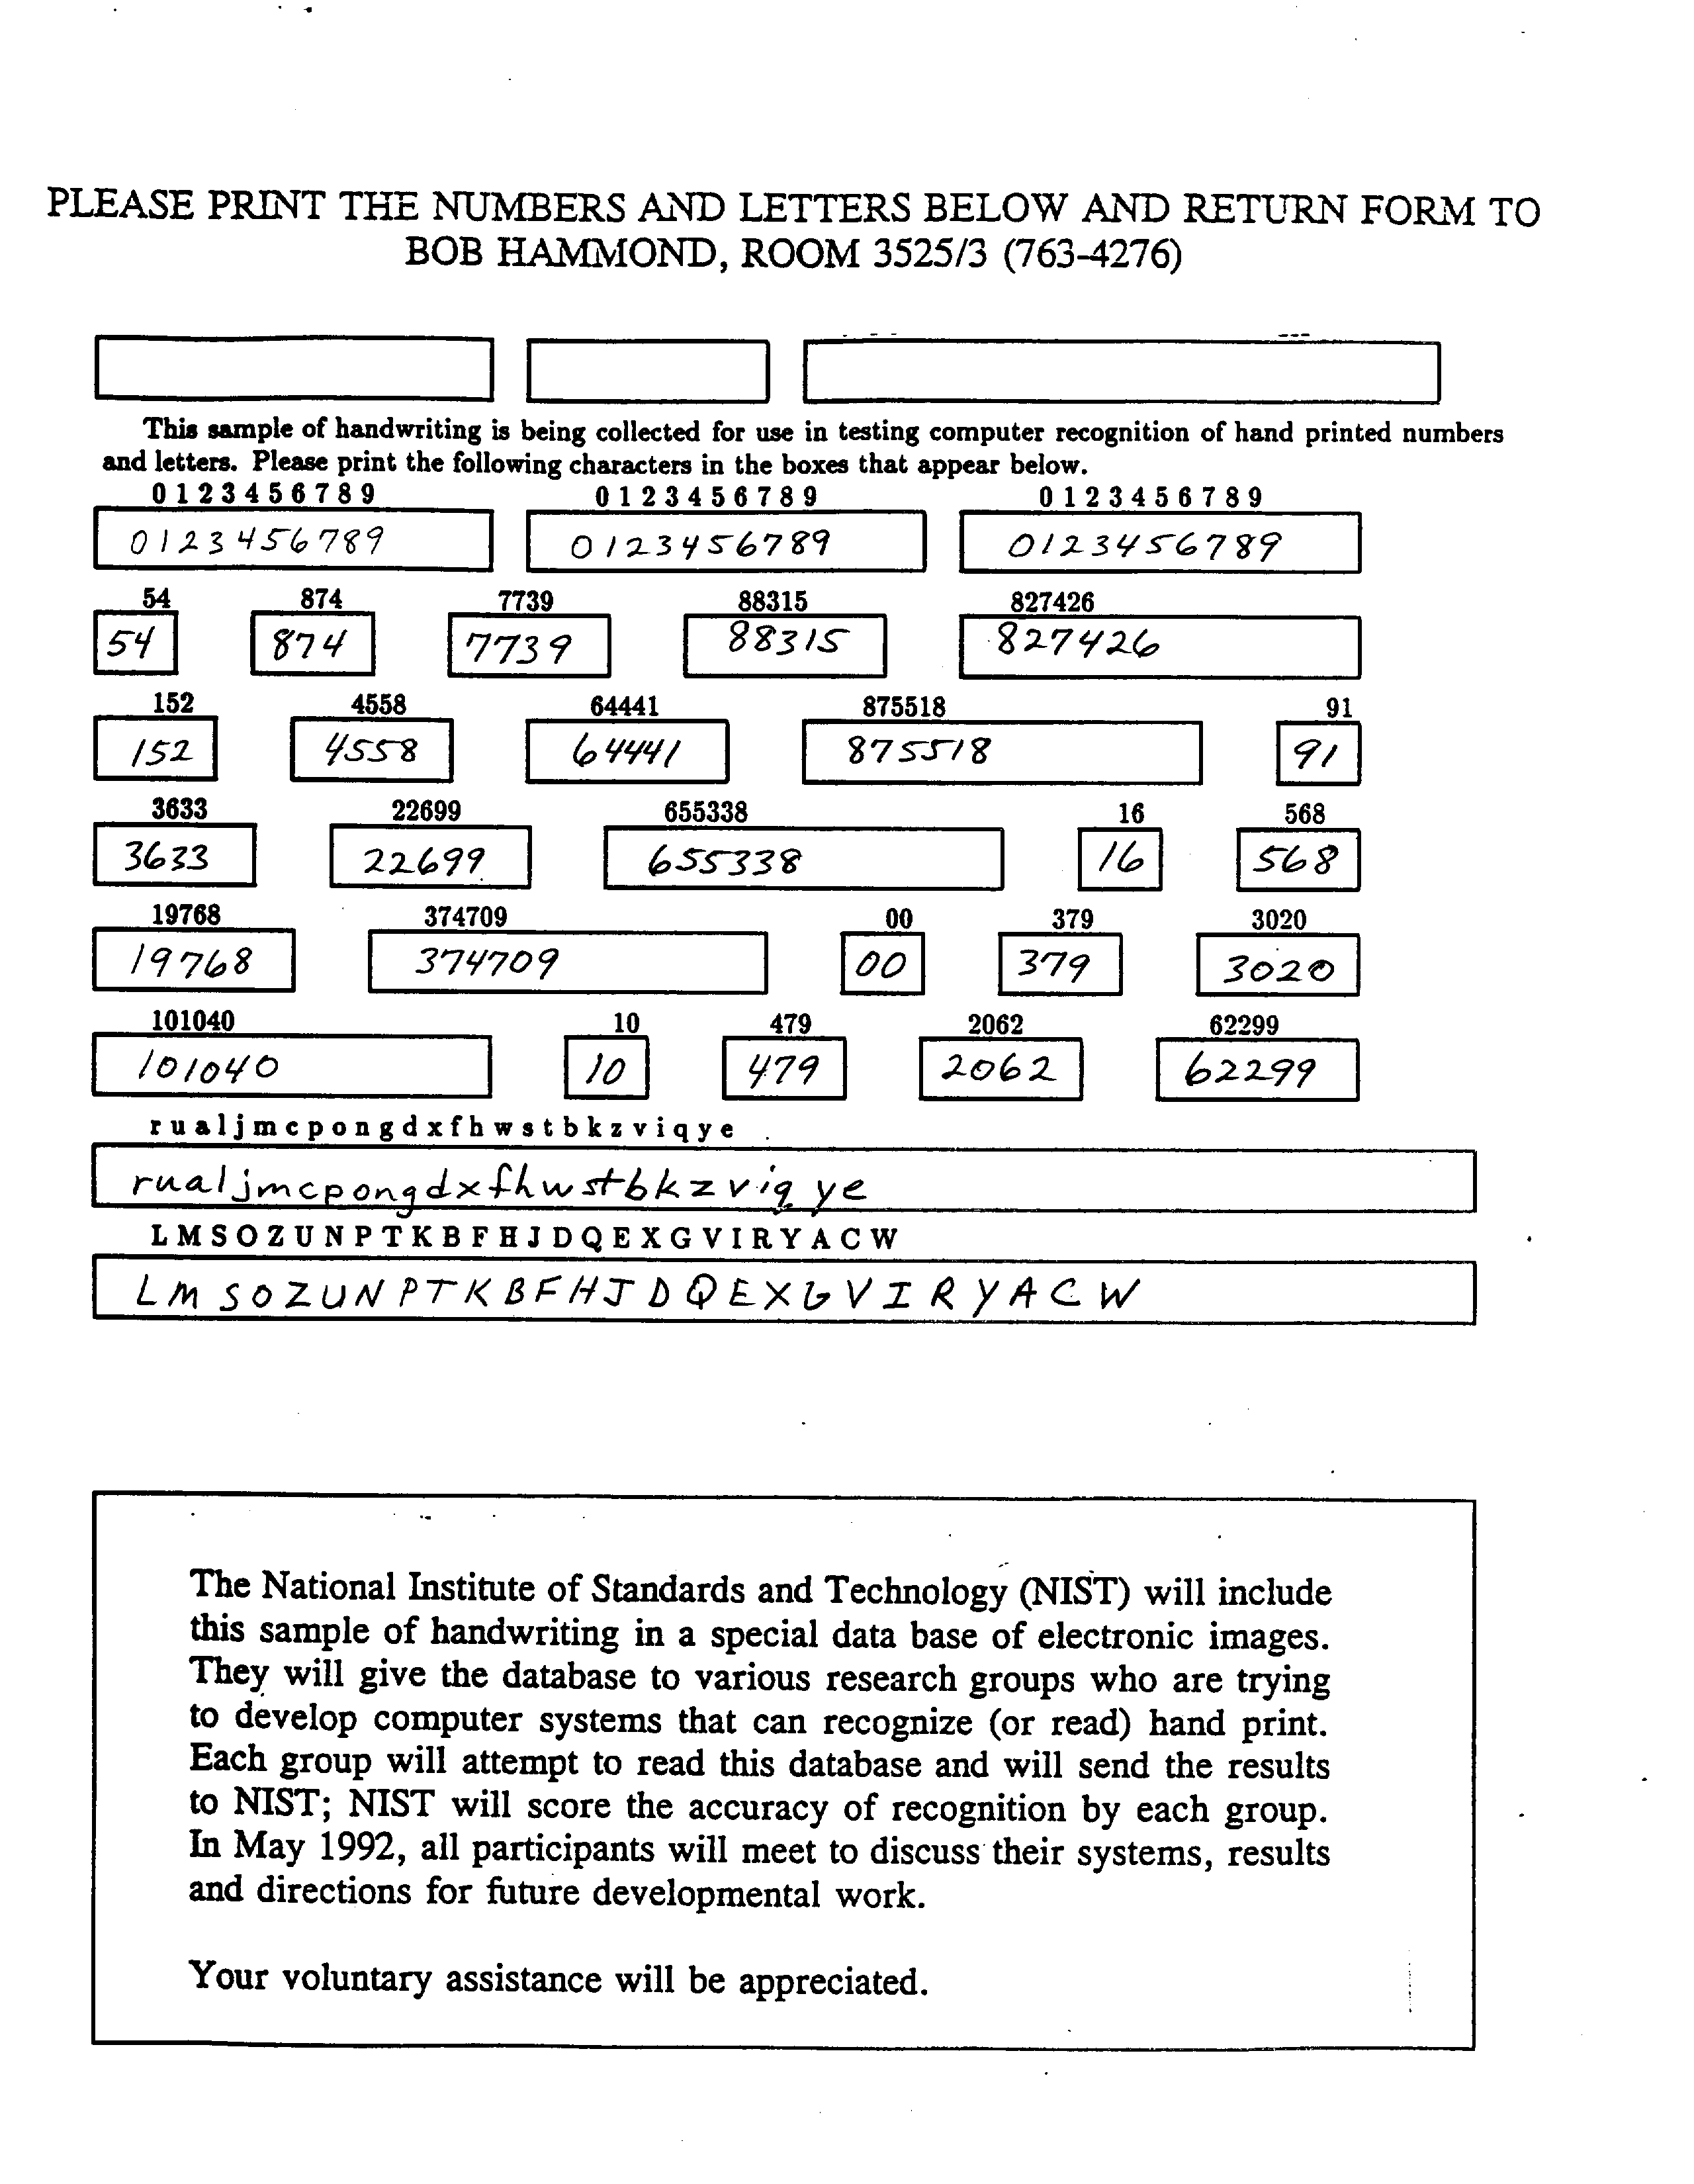 PLEASE PRINT THE NUMBERS AND LETTERS BELOW AND RETURN FORM TO
BOB HAMMOND, ROOM 3525/3 (763-4276)
This sample of handwriting is being collected for use in testing computer recognition of hand printed numbers
and letters. Please print the following characters in the boxes that appear below.
0 1 2 3 4 5 6 7 8 9 0 1 2 3 4 5 6 7 8 9 0 1 2 3 4 5 6 7 8 9
0123456789 0123456789 0123456789
54 874 7739 88315 827426
54 874 7739 88315 827426
152 4558 64441 875518 91
152 4558 64441 875518 91
3633 22699 655338 16 568
3633 22699 655338 16 568
19768 374709 00 379 3020
19768 374709 00 379 3020
101040 10 479 2062 62299
101040 10 479 2062 62299
r u a l j m c p o n g d x f h w s t b k z v i q y e
rualjmcpongdxfhwstbkzviqye
L M S O Z U N P T K B F H J D Q E X G V I R Y A C W
LMSOZUNPTKBFHJDQEXGVIRYACW
The National Institute of Standards and Technology (NIST) will include
this sample of handwriting in a special data base of electronic images.
They will give the database to various research groups who are trying
to develop computer systems that can recognize (or read) hand print.
Each group will attempt to read this database and will send the results
to NIST; NIST will score the accuracy of recognition by each group.
In May 1992, all participants will meet to discuss their systems, results
and directions for future developmental work.
Your voluntary assistance will be appreciated.